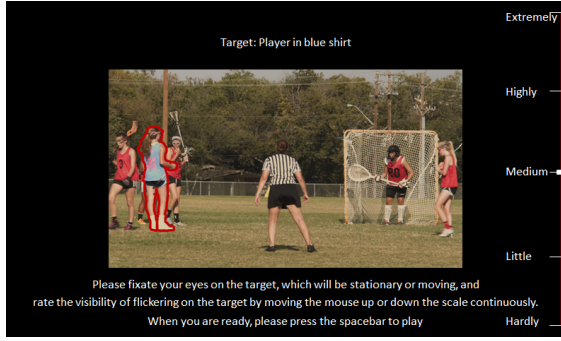 Extremely
Target: Player in blue shirt
Highly
Medium
Little
Please fixate your eyes on the target, which will be stationary or moving, and
rate the visibility of flickering on the target by moving the mouse up or down the scale continuously.
When you are ready, please press the spacebar to play
Hardly